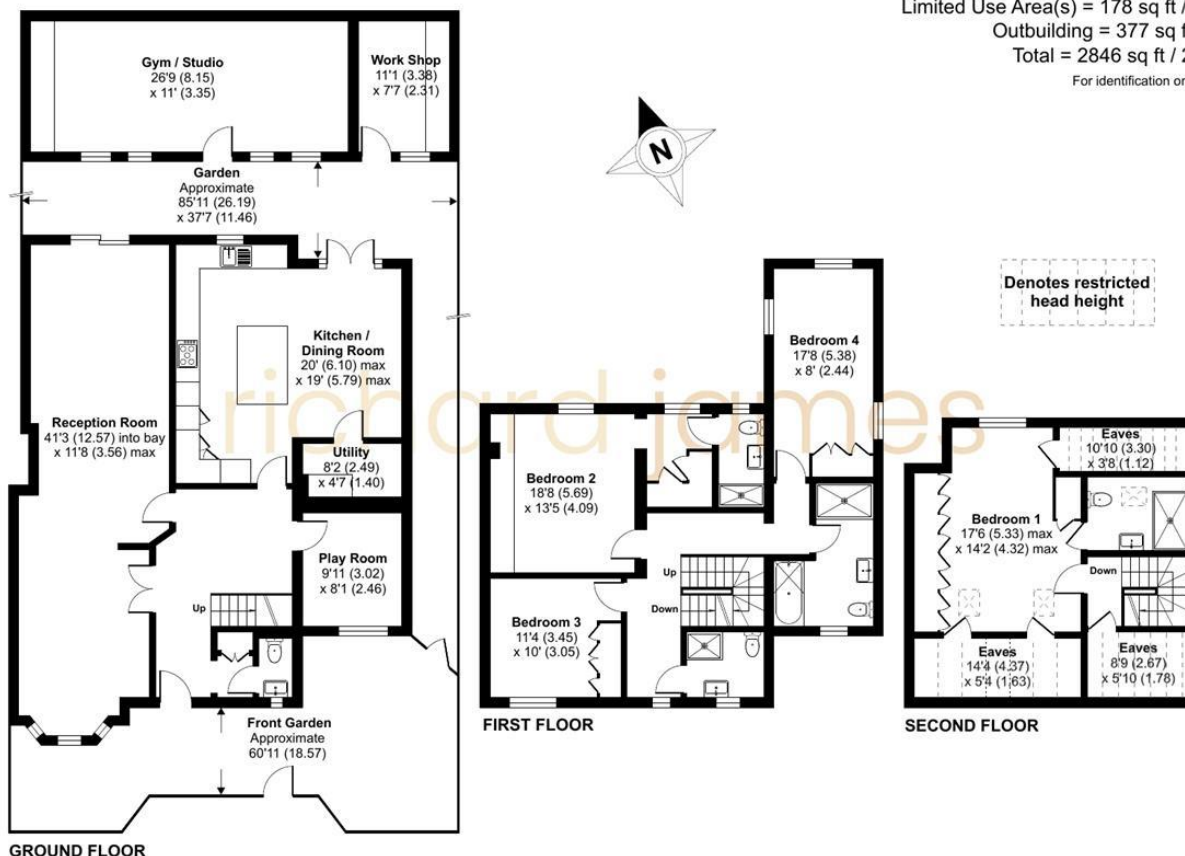 Limited Use Area(s) = 178 sq ft /
Outbuilding = 377 sq f
Total = 2846 sq ft / 2
For identification or
Gym / Studio
26'9 (8.15)
x 11' (3.35)
Work Shop
11'1 (3.38)
x 7'7 (2.31)
N
Garden
Approximate
85'11 (26.19)
x 37'7 (11.46)
Kitchen /
Dining Room
20' (6.10) max
x 19' (5.79) max
Reception Room
41'3 (12.57) into bay
x 11'8 (3.56) max
Utility
8'2 (2.49)
x 4'7 (1.40)
Play Room
9'11 (3.02)
x 8'1 (2.46)
Up
Front Garden
Approximate
60'11 (18.57)
GROUND FLOOR
richard james
Bedroom 4
17'8 (5.38)
x 8' (2.44)
Bedroom 2
18'8 (5.69)
x 13'5 (4.09)
Up
Down
Bedroom 3
11'4 (3.45)
x 10' (3.05)
FIRST FLOOR
Denotes restricted
head height
Eaves
10'10 (3.30)
x 3'8 (1.12)
Bedroom 1
17'6 (5.33) max
x 14'2 (4.32) max
Down
Eaves
14'4 (4.37)
x 5'4 (1.63)
Eaves
8'9 (2.67)
x 5'10 (1.78)
SECOND FLOOR